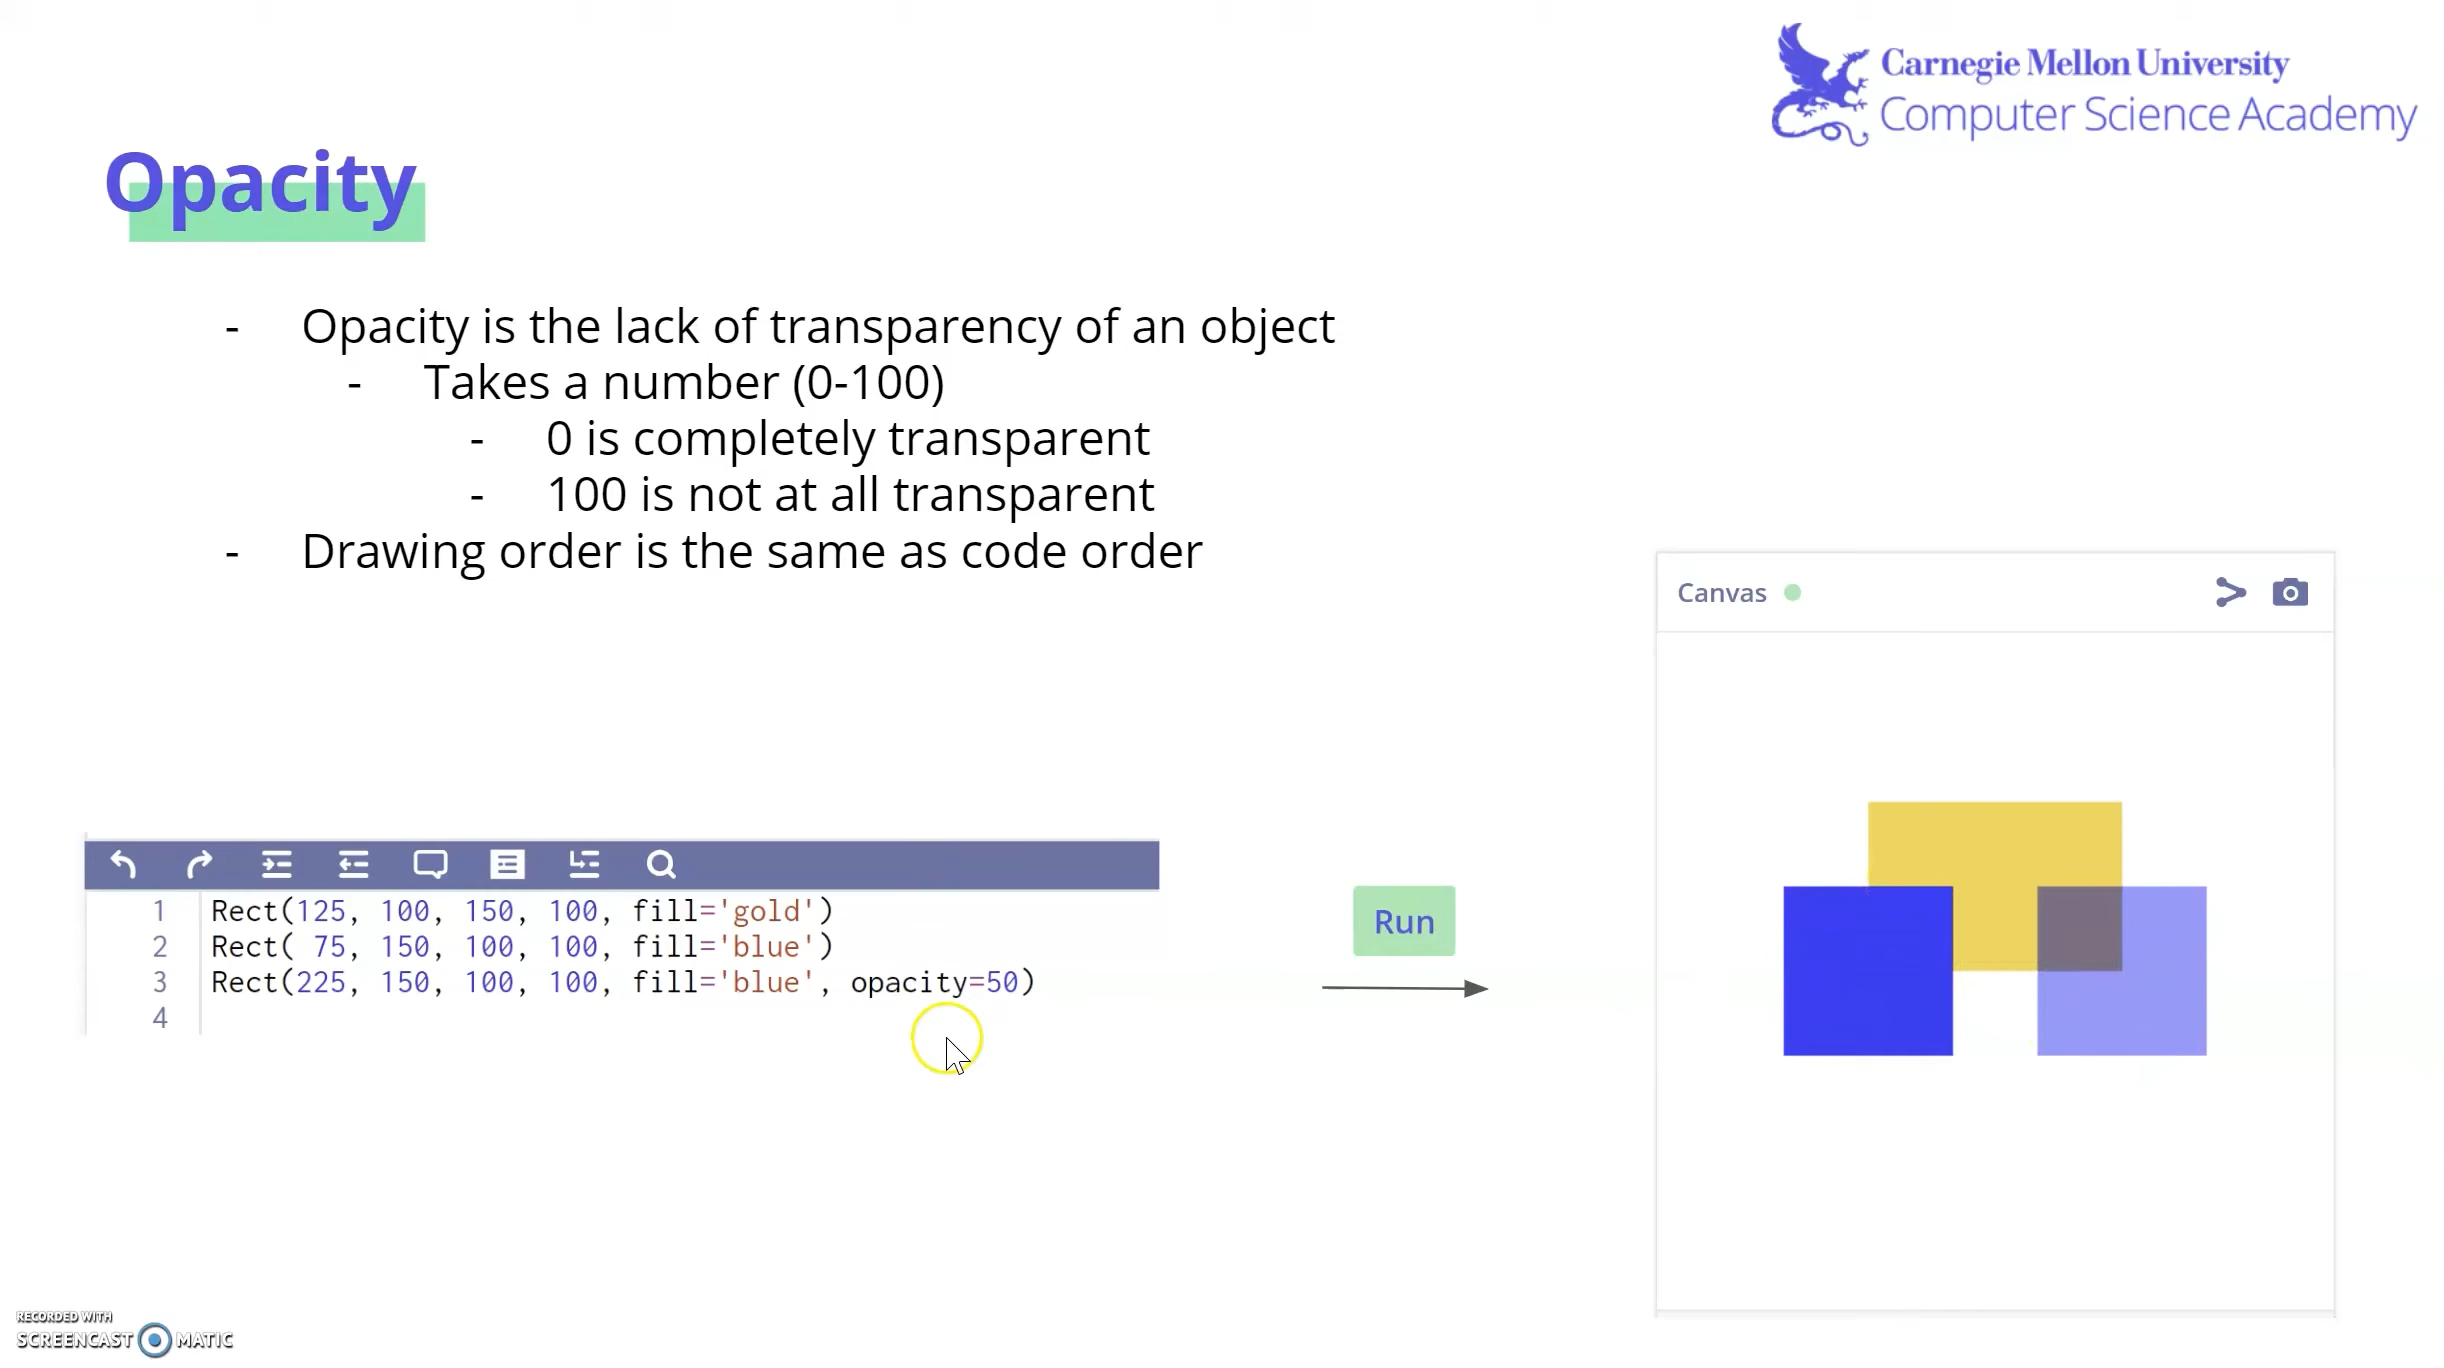 Carnegie Mellon University
Computer Science Academy
Opacity
- Opacity is the lack of transparency of an object
- Takes a number (0-100)
- 0 is completely transparent
- 100 is not at all transparent
- Drawing order is the same as code order
1 Rect(125, 100, 150, 100, fill='gold')
2 Rect( 75, 150, 100, 100, fill='blue')
3 Rect(225, 150, 100, 100, fill='blue', opacity=50)
4
Run
Canvas
RECORDED WITH
SCREENCAST MATIC